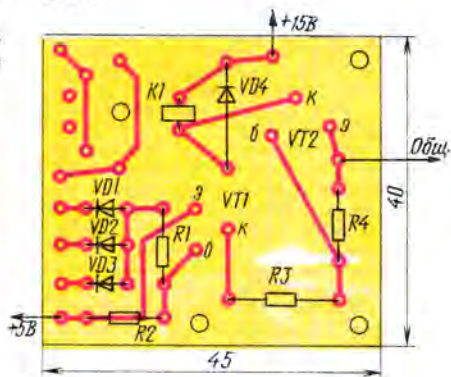 +15В
К1
VD4
к
б
VT2
э
Общ.
VD1
VD2
VD3
э
VT1
к
R1
б
R4
40
R3
R2
+5В
45